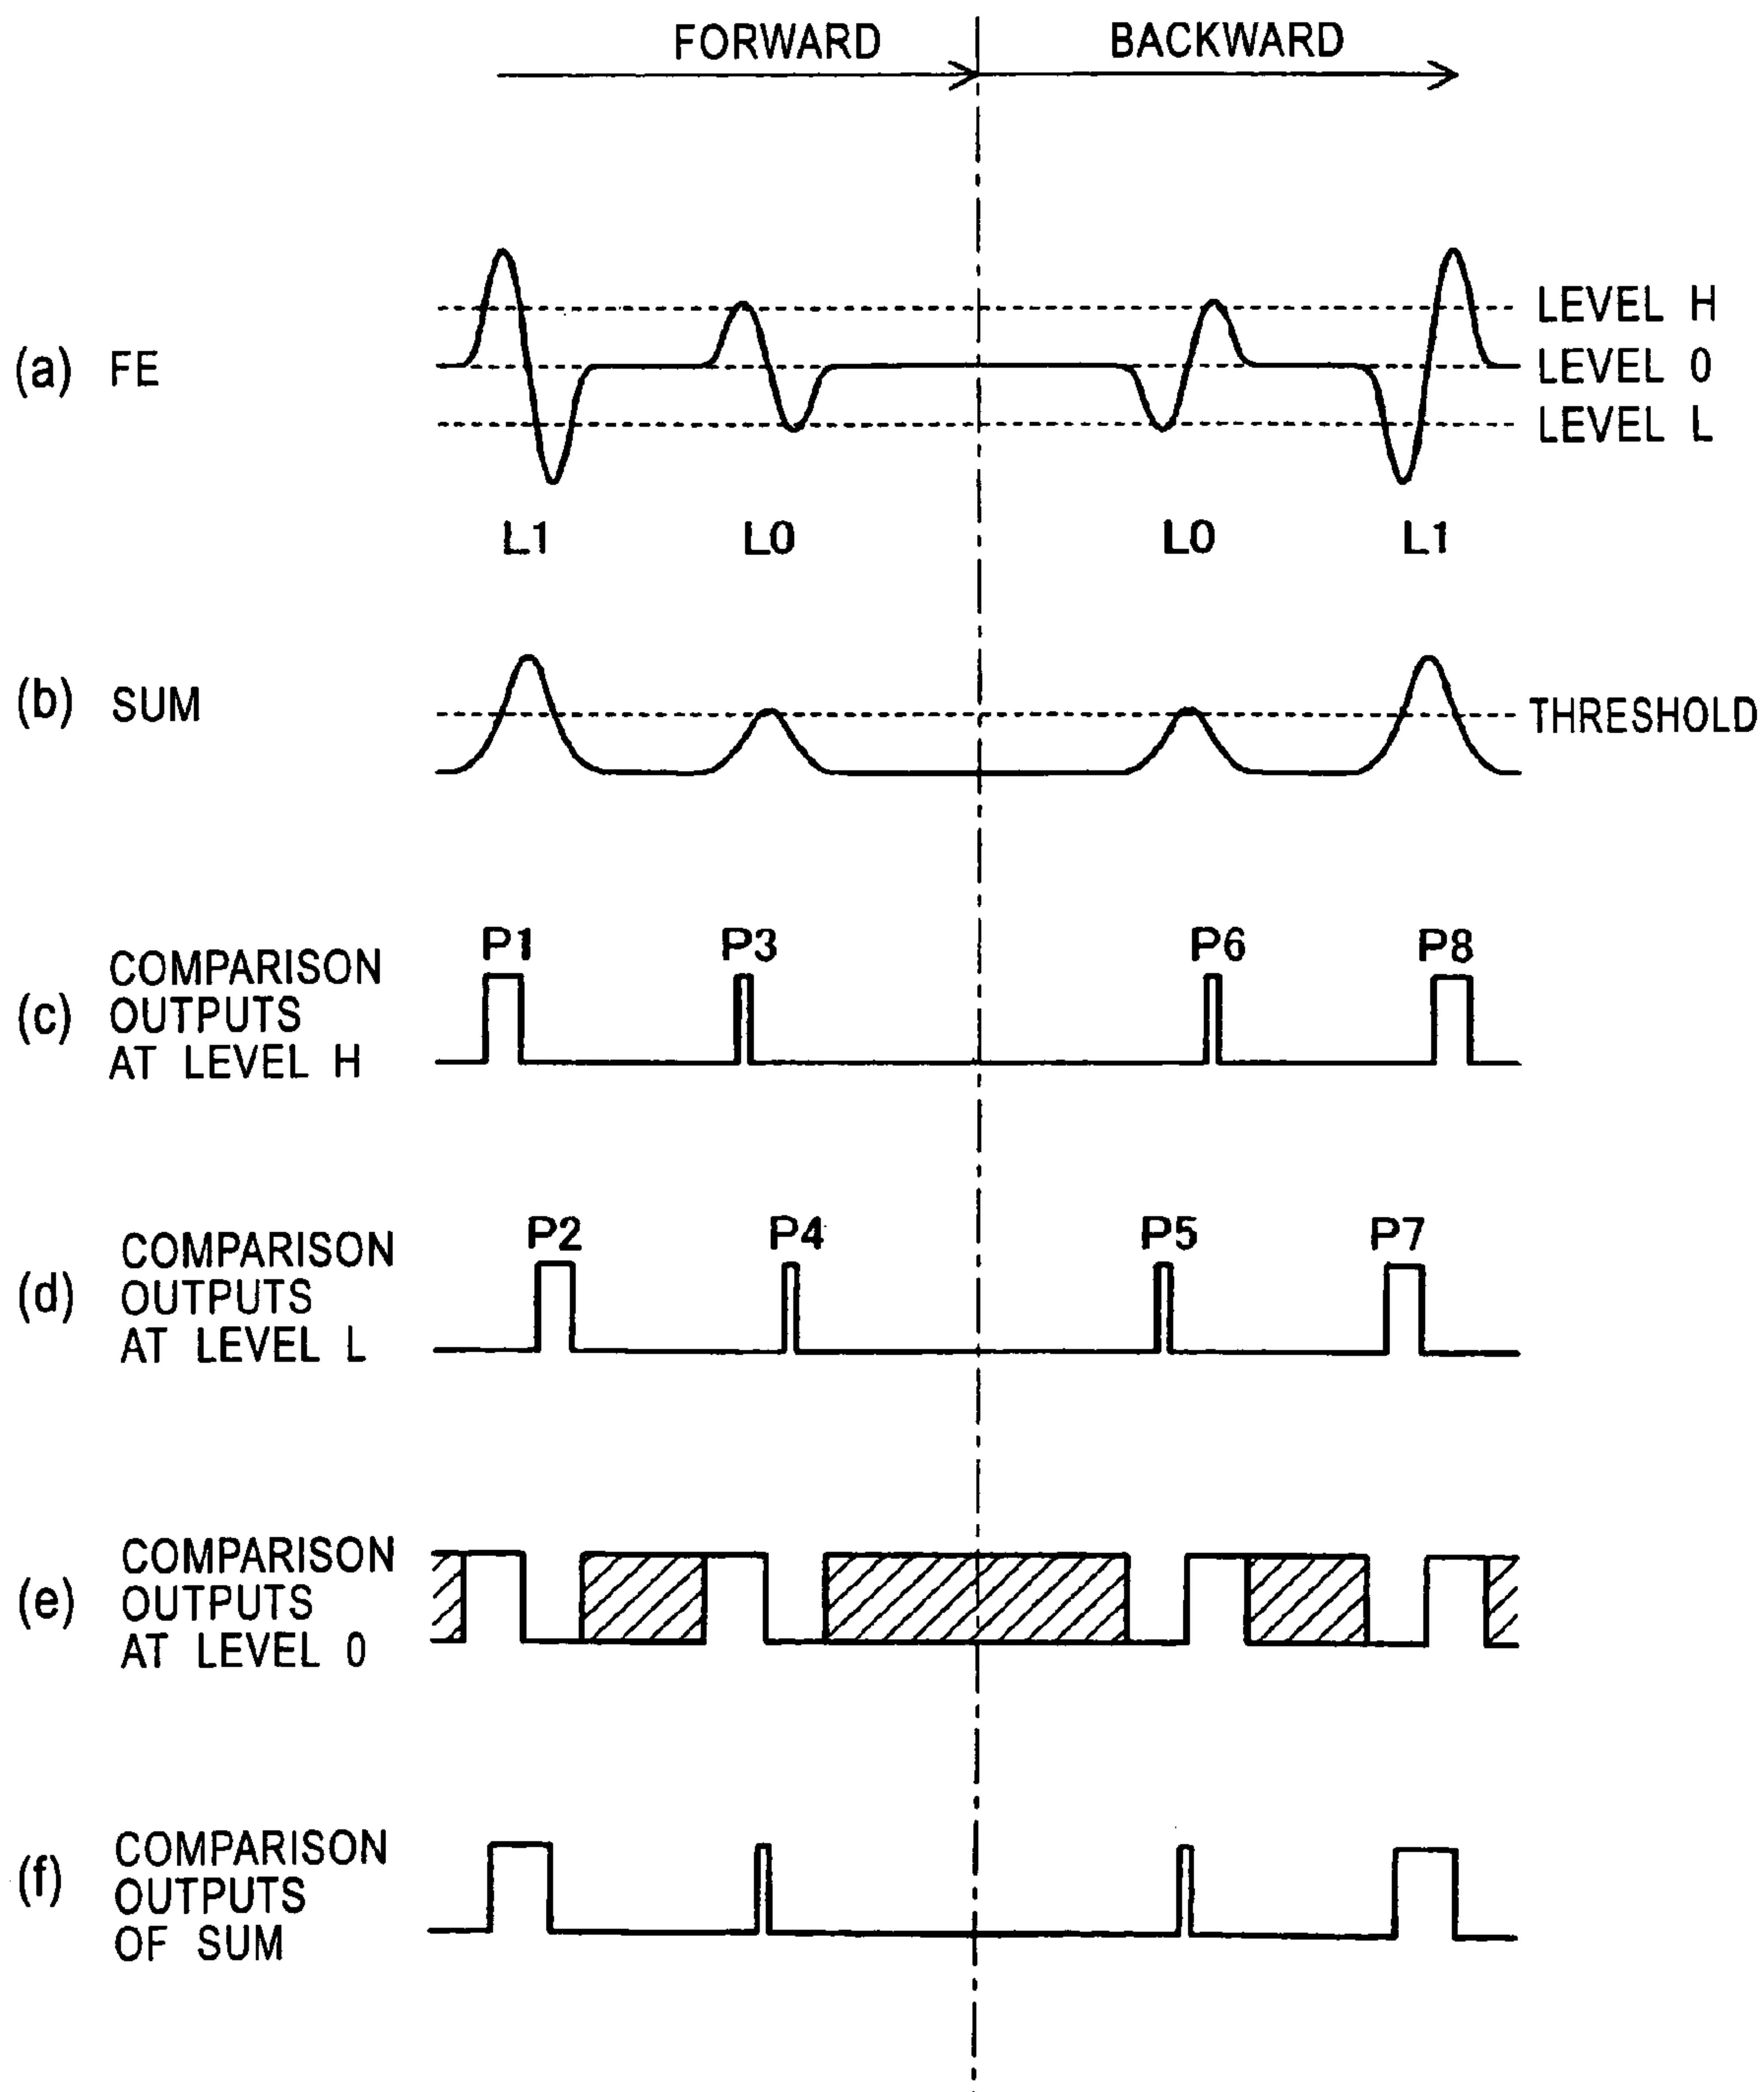 FORWARD BACKWARD
(a) FE
LEVEL H
LEVEL 0
LEVEL L
L1 L0 L0 L1
(b) SUM
THRESHOLD
P1 P3 P6 P8
(c) COMPARISON
OUTPUTS
AT LEVEL H
P2 P4 P5 P7
(d) COMPARISON
OUTPUTS
AT LEVEL L
(e) COMPARISON
OUTPUTS
AT LEVEL 0
(f) COMPARISON
OUTPUTS
OF SUM